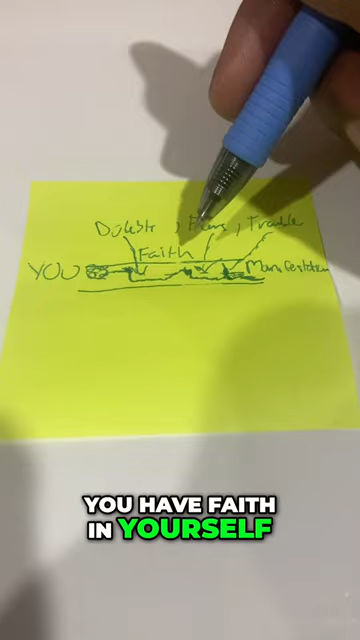 Doubts, Fears, Trouble
Faith
YOU Manifestation
YOU HAVE FAITH
IN YOURSELF